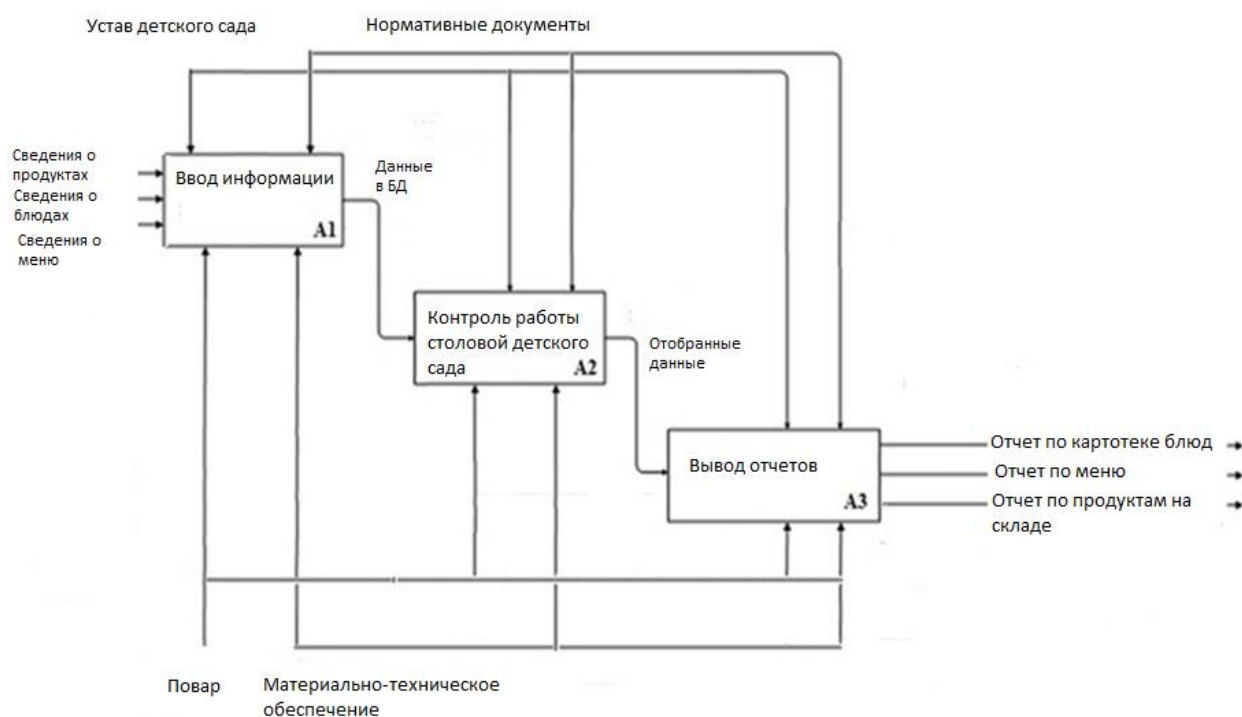 Устав детского сада
Нормативные документы
Сведения о
продуктах
Сведения о
блюдах
Сведения о
меню
Ввод информации
A1
Данные
в БД
Контроль работы
столовой детского
сада
A2
Отобранные
данные
Вывод отчетов
A3
Отчет по картотеке блюд
Отчет по меню
Отчет по продуктам на
складе
Повар
Материально-техническое
обеспечение